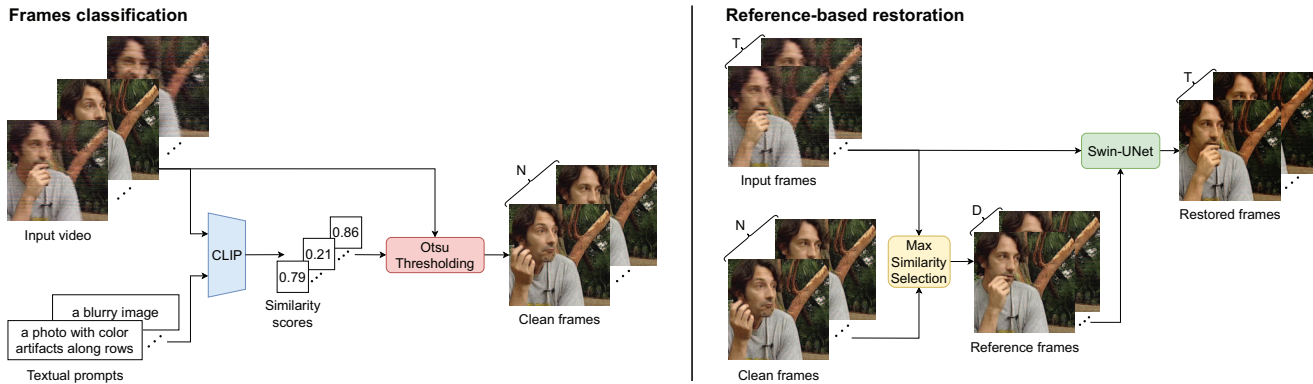 Frames classification
Input video
CLIP
0.86
0.21
0.79
Similarity
scores
Otsu
Thresholding
N
Clean frames
a blurry image
a photo with color
artifacts along rows
Textual prompts
Reference-based restoration
T
Input frames
N
Clean frames
Max
Similarity
Selection
D
Reference frames
Swin-UNet
T
Restored frames